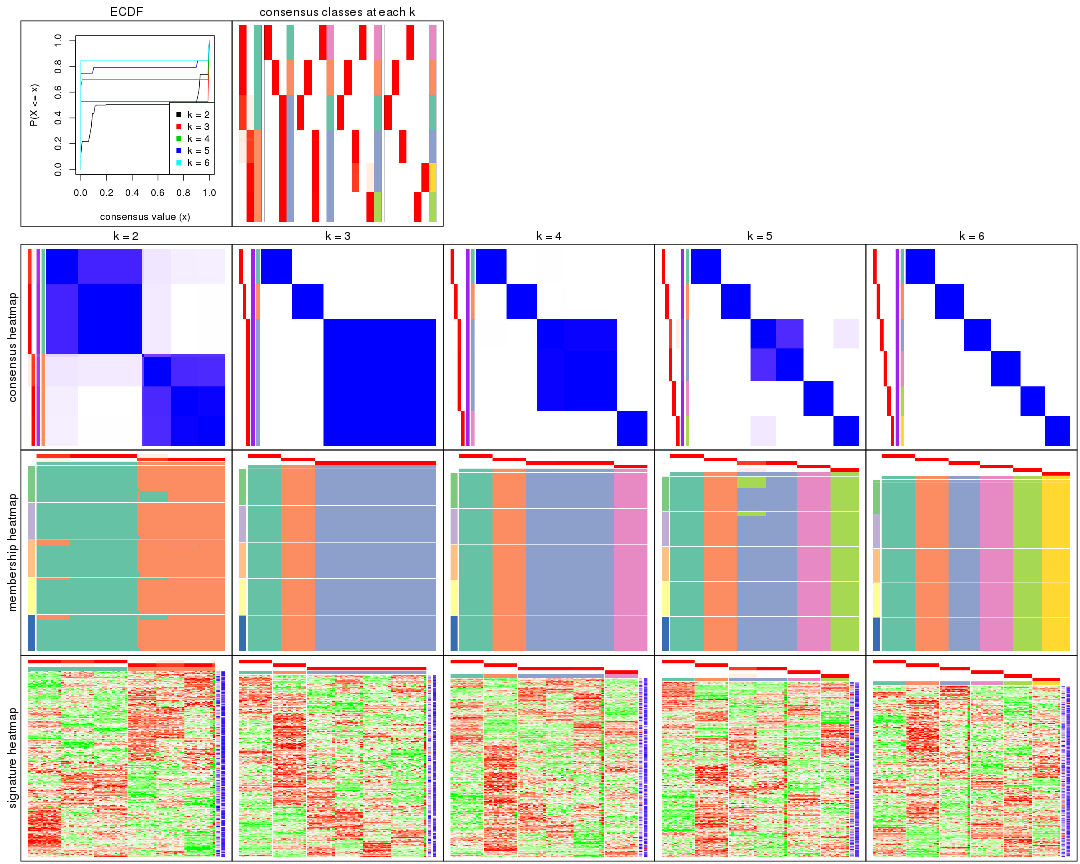 ECDF
consensus classes at each k
P(X <= x)
1.0
0.8
0.6
0.4
0.2
0.0
k = 2
k = 3
k = 4
k = 5
k = 6
0.0 0.2 0.4 0.6 0.8 1.0
consensus value (x)
k = 2
k = 3
k = 4
k = 5
k = 6
consensus heatmap
membership heatmap
signature heatmap